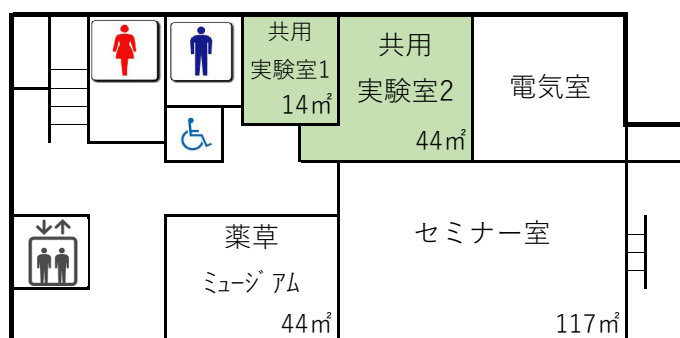 共用
実験室1
14㎡
共用
実験室2
44㎡
電気室
薬草
ミュージアム
44㎡
セミナー室
117㎡